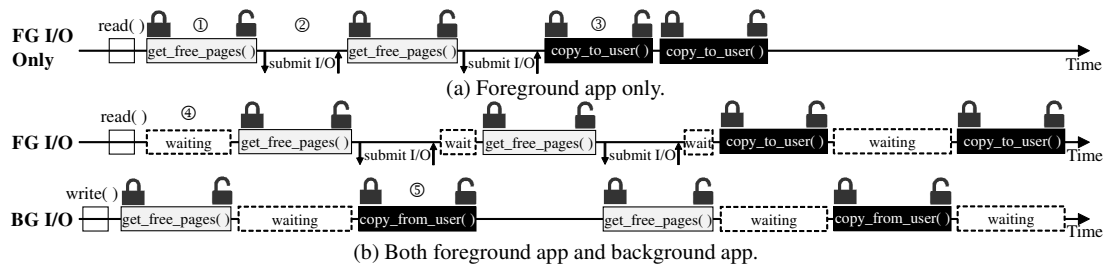 FG I/O
Only
read( )
①
②
③
get_free_pages( )
submit I/O
get_free_pages( )
submit I/O
copy_to_user( )
copy_to_user( )
Time
(a) Foreground app only.
FG I/O
read( )
④
waiting
get_free_pages( )
submit I/O
wait
get_free_pages( )
submit I/O
wait
copy_to_user( )
waiting
copy_to_user( )
Time
BG I/O
write( )
get_free_pages( )
waiting
⑤
copy_from_user( )
get_free_pages( )
waiting
copy_from_user( )
waiting
Time
(b) Both foreground app and background app.